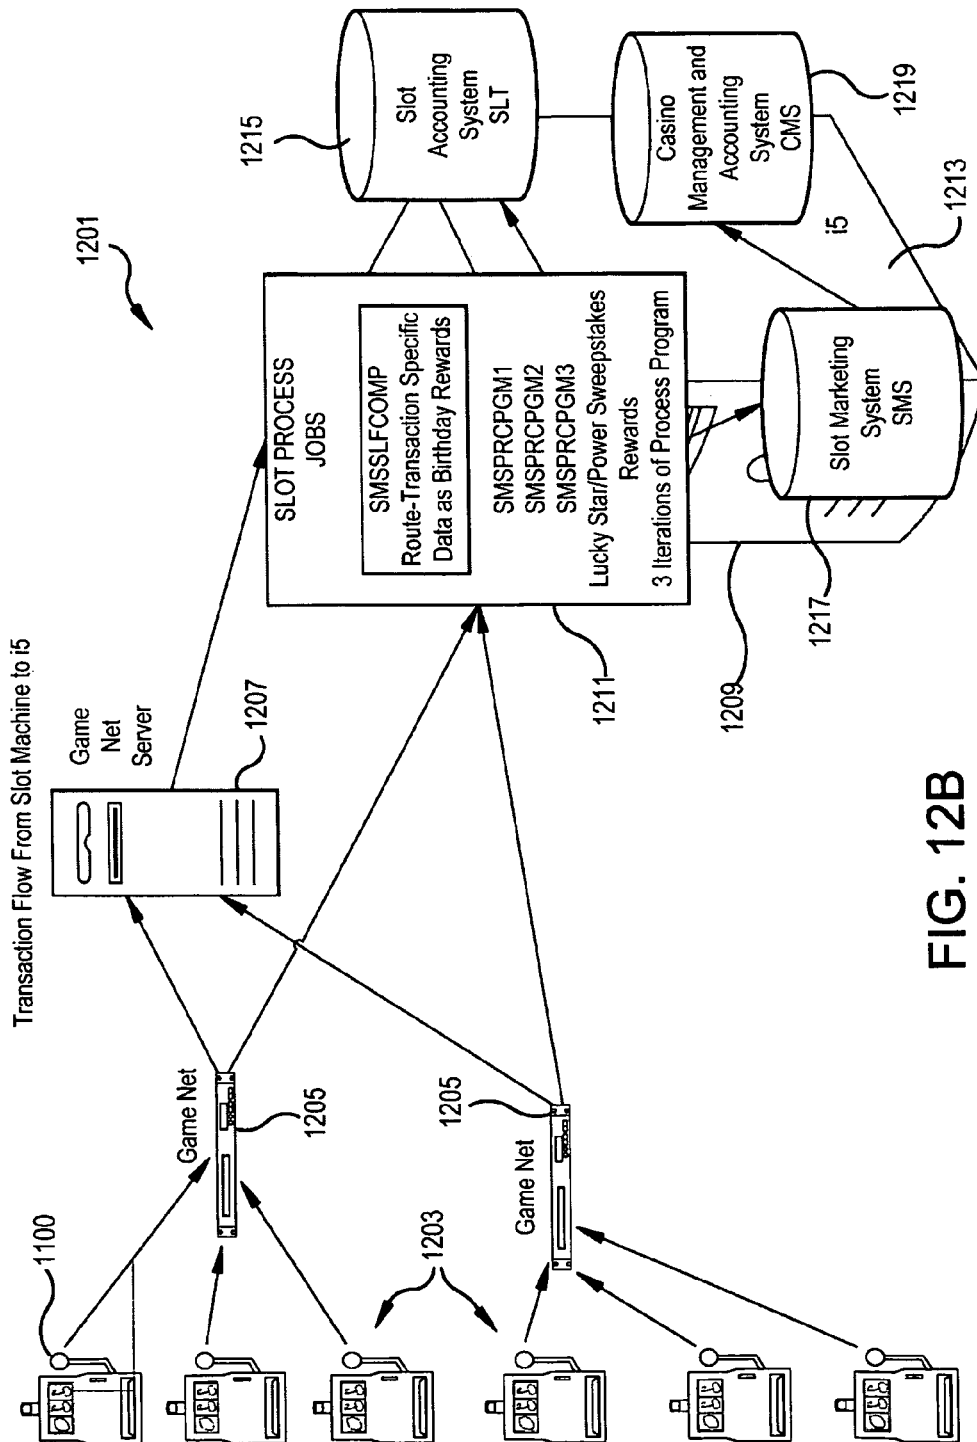 Transaction Flow From Slot Machine to i5
1100
1203
Game Net
1205
Game Net
1205
Game
Net
Server
1207
1201
SLOT PROCESS
JOBS
SMSSLFCOMP
Route-Transaction Specific
Data as Birthday Rewards
SMSPRCPGM1
SMSPRCPGM2
SMSPRCPGM3
Lucky Star/Power Sweepstakes
Rewards
3 Iterations of Process Program
1211
1209
1215
Slot
Accounting
System
SLT
Casino
Management and
Accounting
System
CMS
1219
i5
1213
Slot Marketing
System
SMS
1217
FIG. 12B